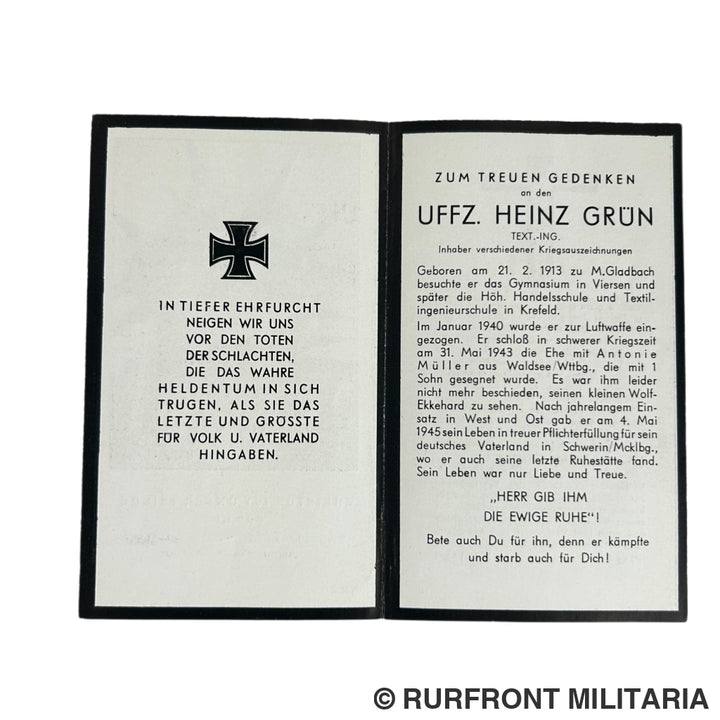 IN TIEFER EHRFURCHT
NEIGEN WIR UNS
VOR DEN TOTEN
DER SCHLACHTEN,
DIE DAS WAHRE
HELDENTUM IN SICH
TRUGEN, ALS SIE DAS
LETZTE UND GROSSTE
FÜR VOLK U. VATERLAND
HINGABEN.
ZUM TREUEN GEDENKEN
an den
UFFZ. HEINZ GRÜN
TEXT.-ING.
Inhaber verschiedener Kriegsauszeichnungen
Geboren am 21. 2. 1913 zu M.Gladbach
besuchte er das Gymnasium in Viersen und
später die Höh. Handelsschule und Textil-
ingenieurschule in Krefeld.
Im Januar 1940 wurde er zur Luftwaffe ein-
gezogen. Er schloß in schwerer Kriegszeit
am 31. Mai 1943 die Ehe mit Antonie
Müller aus Waldsee/Wttbg., die mit 1
Sohn gesegnet wurde. Es war ihm leider
nicht mehr beschieden, seinen kleinen Wolf-
Ekkehard zu sehen. Nach jahrelangem Ein-
satz in West und Ost gab er am 4. Mai
1945 sein Leben in treuer Pflichterfüllung für sein
deutsches Vaterland in Schwerin/Mcklbg.,
wo er auch seine letzte Ruhestätte fand.
Sein Leben war nur Liebe und Treue.
„HERR GIB IHM
DIE EWIGE RUHE"!
Bete auch Du für ihn, denn er kämpfte
und starb auch für Dich!
© RURFRONT MILITARIA